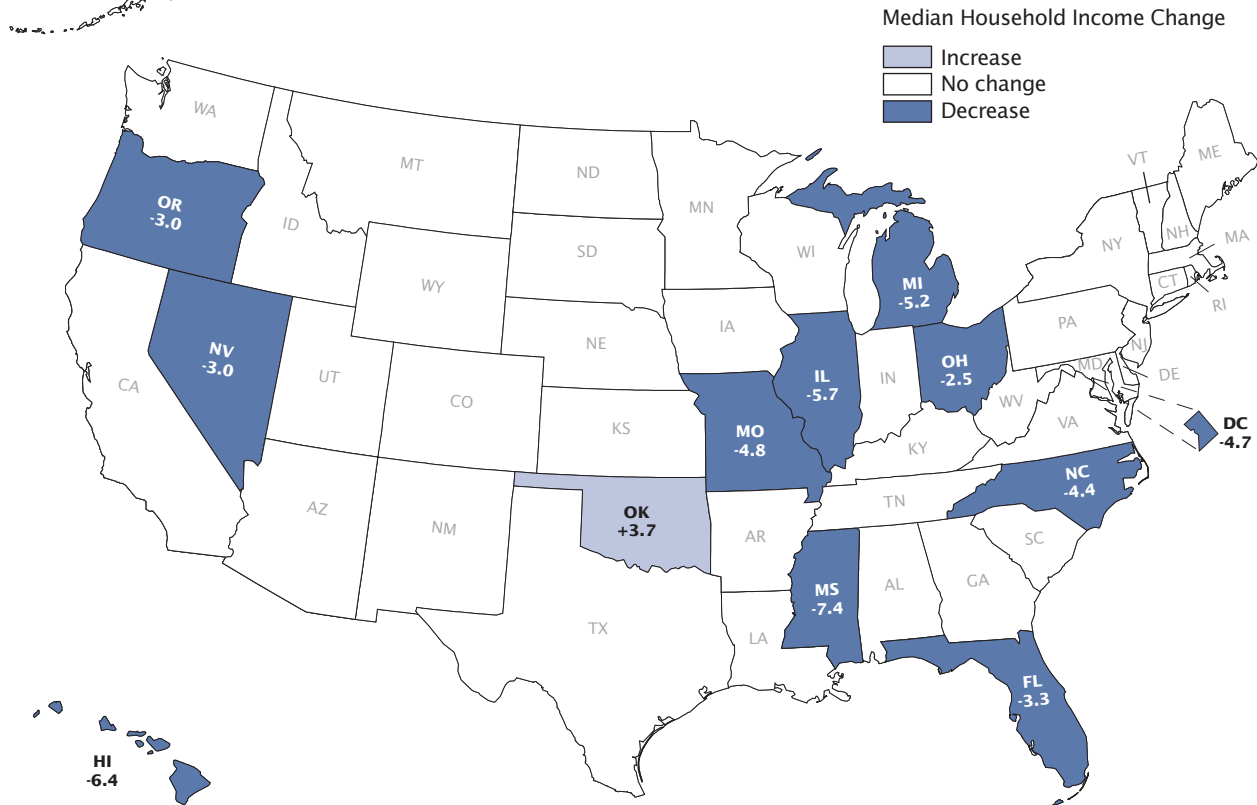 Median Household Income Change
Increase
No change
Decrease
WA
OR
-3.0
MT
ID
ND
MN
SD
WY
WI
MI
-5.2
VT
ME
NH
NY
MA
CT
RI
NV
-3.0
CA
UT
CO
NE
IA
IL
-5.7
IN
OH
-2.5
PA
NJ
MD
DE
WV
VA
DC
-4.7
KS
MO
-4.8
KY
NC
-4.4
TN
AZ
NM
OK
+3.7
AR
SC
MS
-7.4
AL
GA
TX
LA
FL
-3.3
HI
-6.4